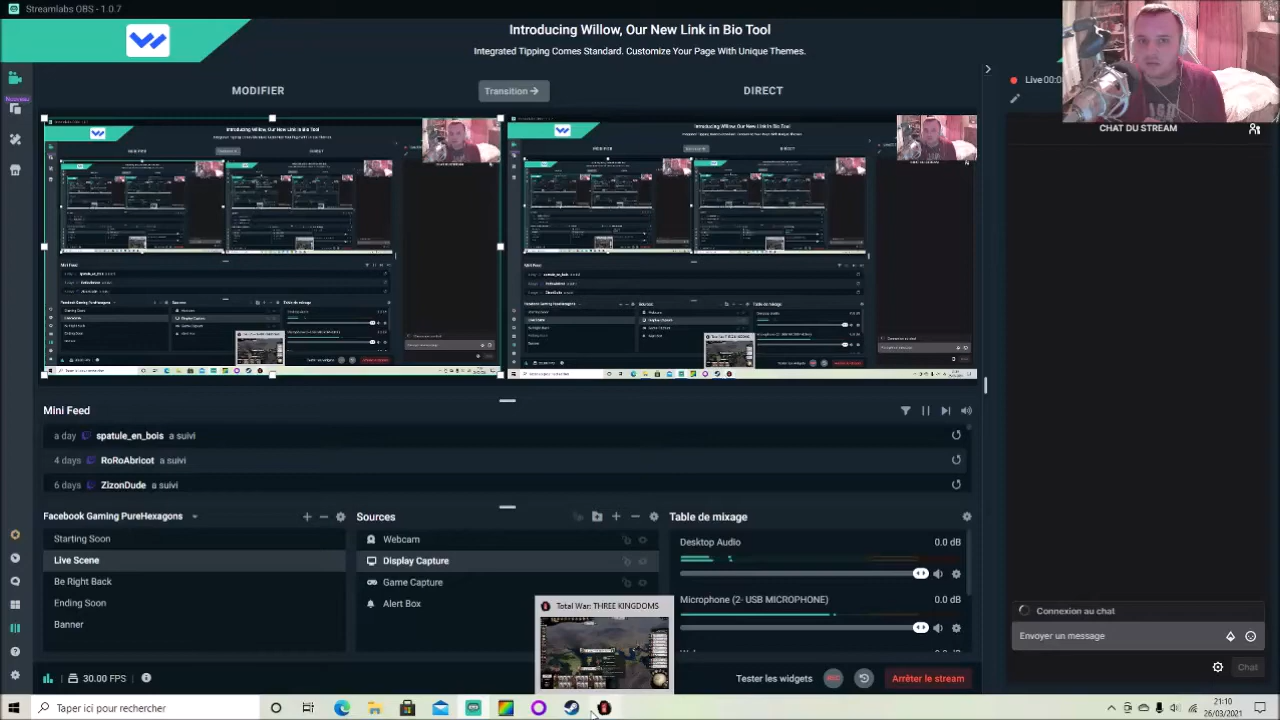 Streamlabs OBS - 1.0.7
Introducing Willow, Our New Link in Bio Tool
Integrated Tipping Comes Standard. Customize Your Page With Unique Themes.
MODIFIER
Transition
DIRECT
Live 00:0
CHAT DU STREAM
Nouveau
Mini Feed
a day spatule_en_bois a suivi
4 days RoRoAbricot a suivi
6 days ZizonDude a suivi
Facebook Gaming PureHexagons
Starting Soon
Live Scene
Be Right Back
Ending Soon
Banner
Sources
Webcam
Display Capture
Game Capture
Alert Box
Total War: THREE KINGDOMS
Table de mixage
Desktop Audio 0.0 dB
Microphone (2- USB MICROPHONE) 0.0 dB
Connexion au chat
Envoyer un message
Chat
30.00 FPS
Tester les widgets
REC
Arrêter le stream
Taper ici pour rechercher
21:10
26/03/2021